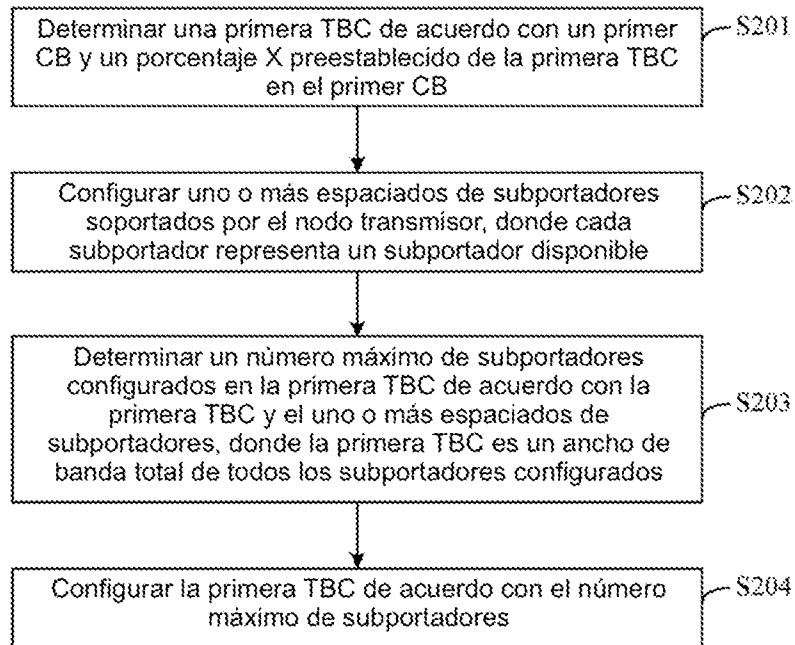 Determinar una primera TBC de acuerdo con un primer
CB y un porcentaje X preestablecido de la primera TBC
en el primer CB
S201
Configurar uno o más espaciados de subportadores
soportados por el nodo transmisor, donde cada
subportador representa un subportador disponible
S202
Determinar un número máximo de subportadores
configurados en la primera TBC de acuerdo con la
primera TBC y el uno o más espaciados de
subportadores, donde la primera TBC es un ancho de
banda total de todos los subportadores configurados
S203
Configurar la primera TBC de acuerdo con el número
máximo de subportadores
S204